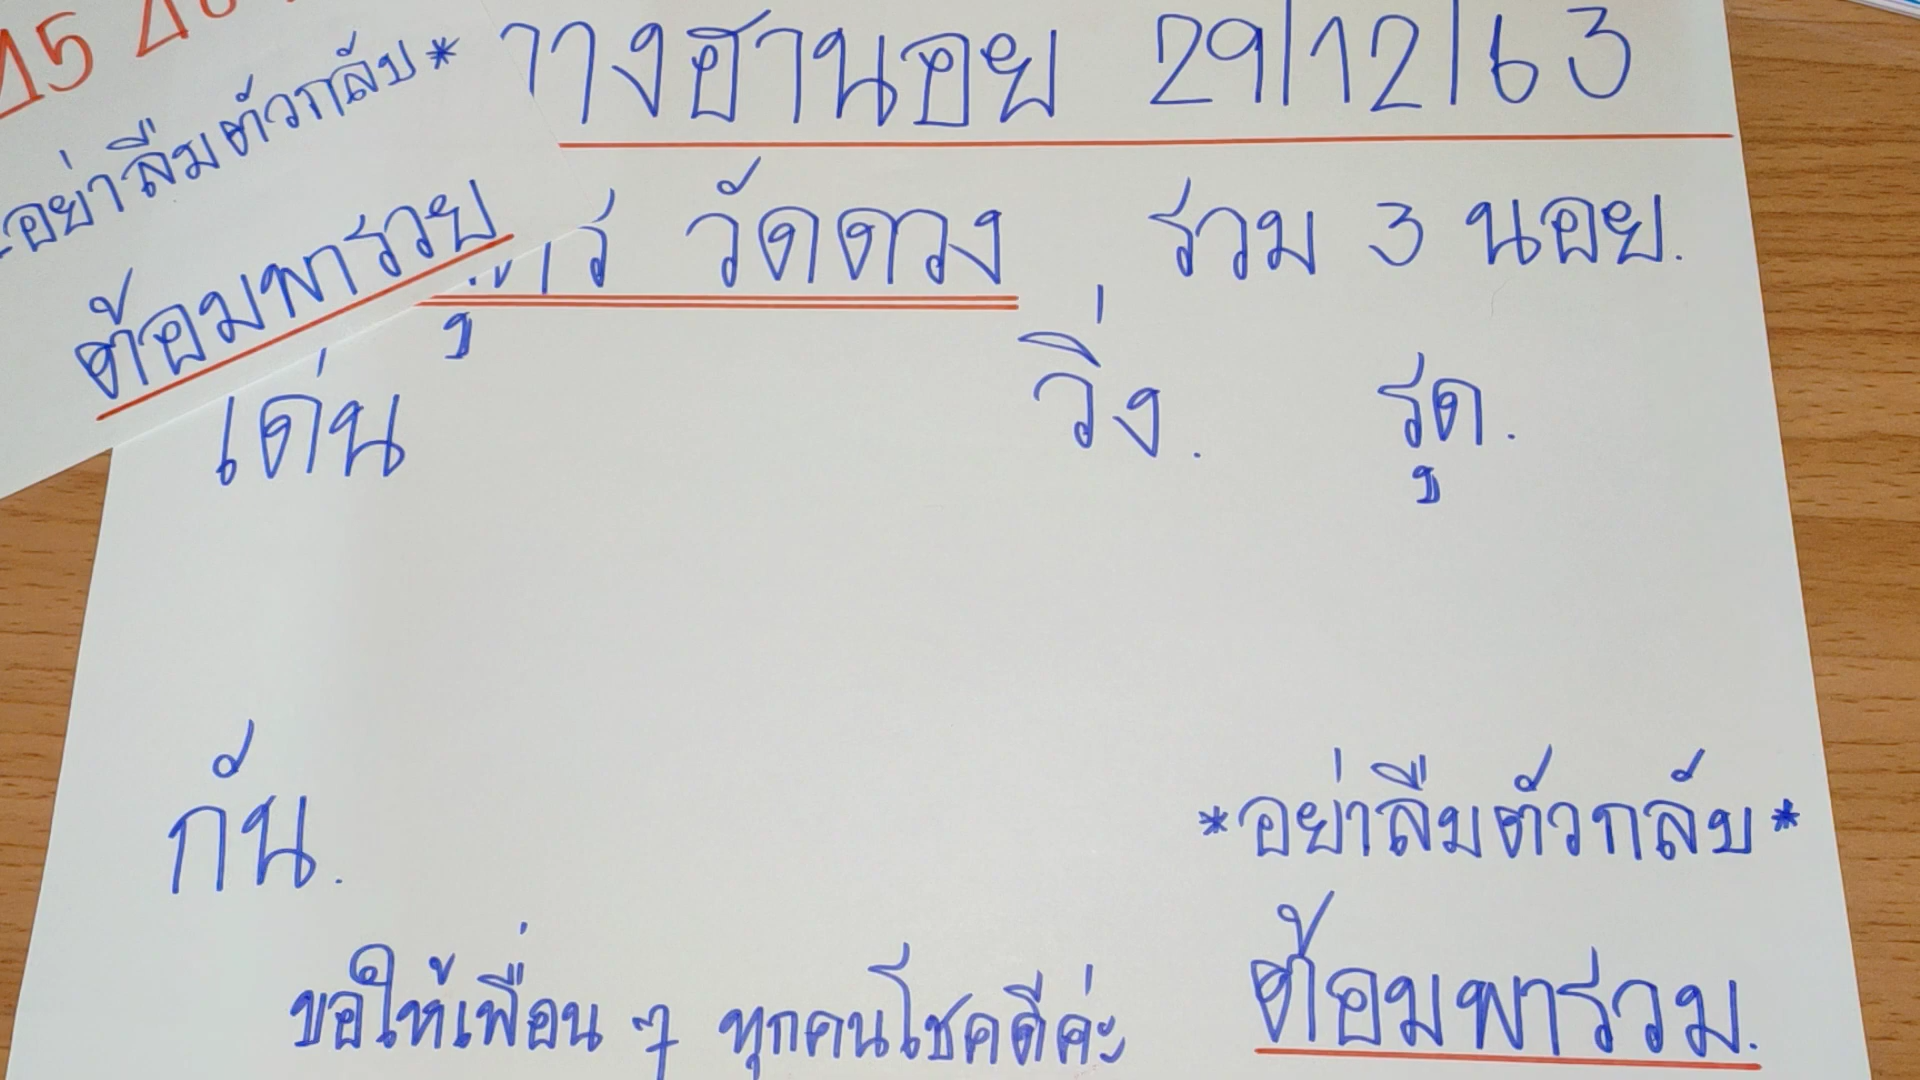 15
อย่าลืมตัวกลับ*
ต้อมพารวย
างฮานอย 29/12/63
วัดดวง รวม 3 นอย.
เด่น วิ่ง. รูด.
กัน.
*อย่าลืมตัวกลับ*
ขอให้เพื่อน ๆ ทุกคนโชคดีค่ะ
ต้อมพารวม.